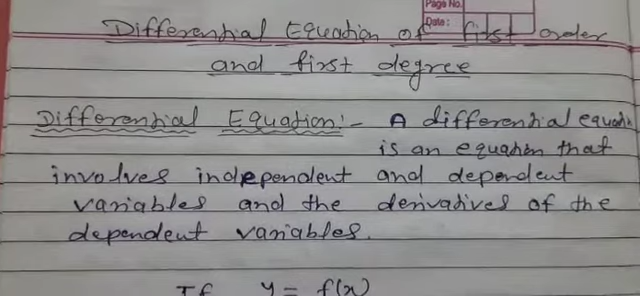 Page No.
Date:
Differential Equation of first order
and first degree
Differential Equation:- A differential equation
is an equation that
involves independent and dependent
variables and the derivatives of the
dependent variables.
If y = f(x)